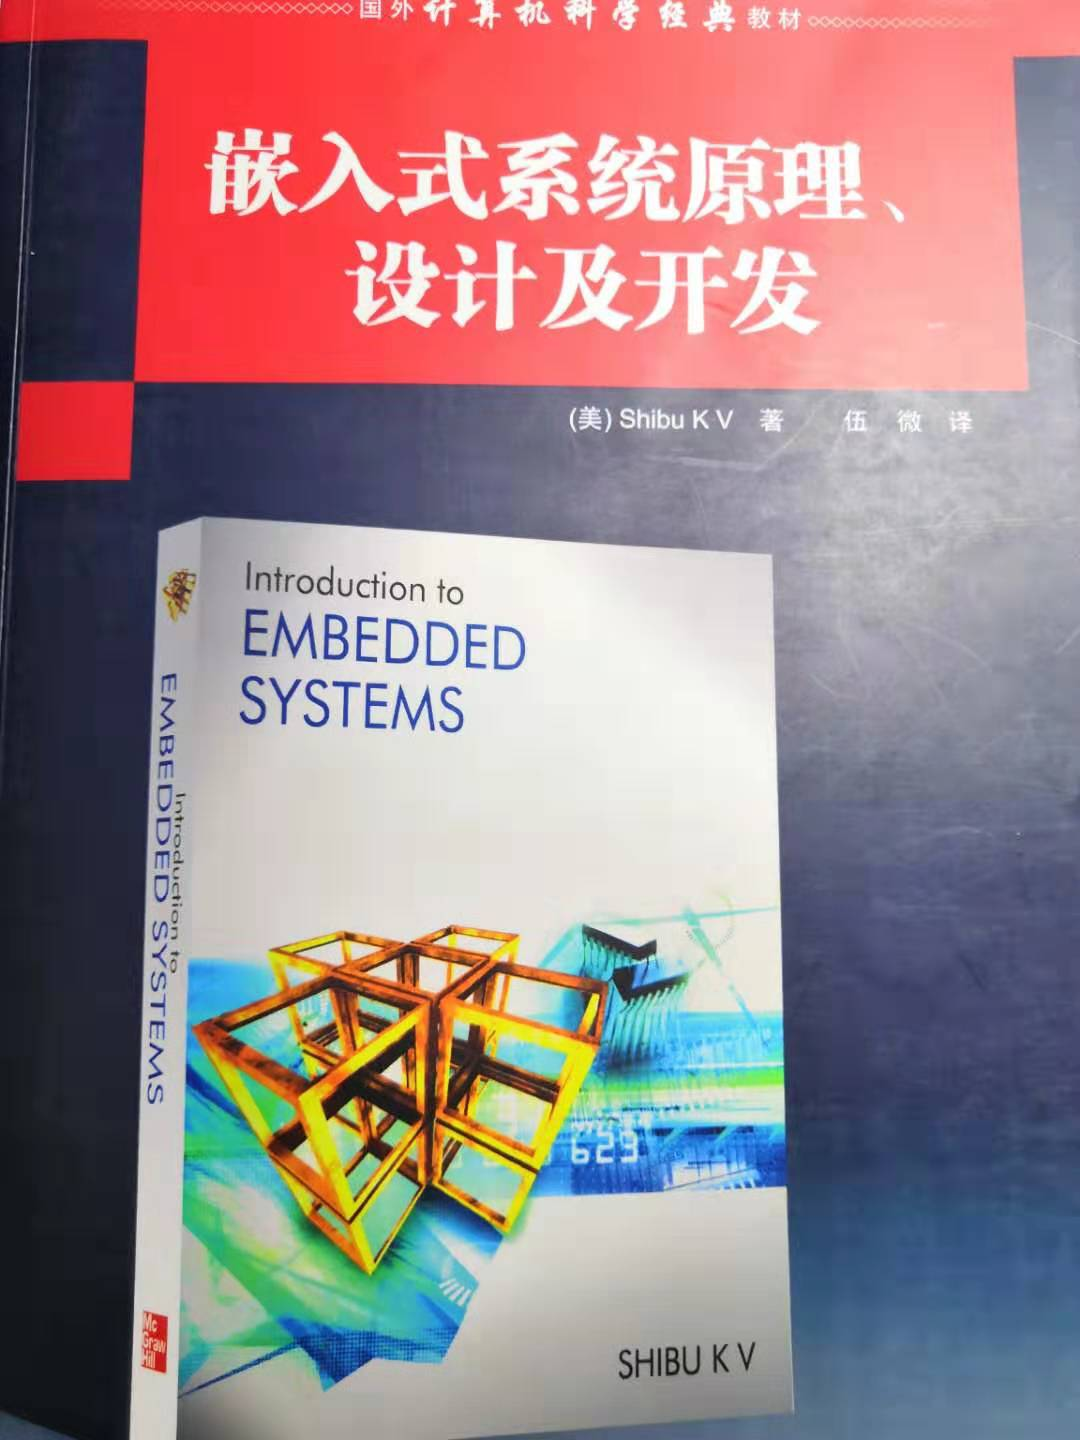 国外计算机科学经典教材
嵌入式系统原理、
设计及开发
(美) Shibu K V 著 伍 微 译
Introduction to
EMBEDDED
SYSTEMS
Introduction to
EMBEDDED SYSTEMS
623
Mc
Graw
Hill
SHIBU K V